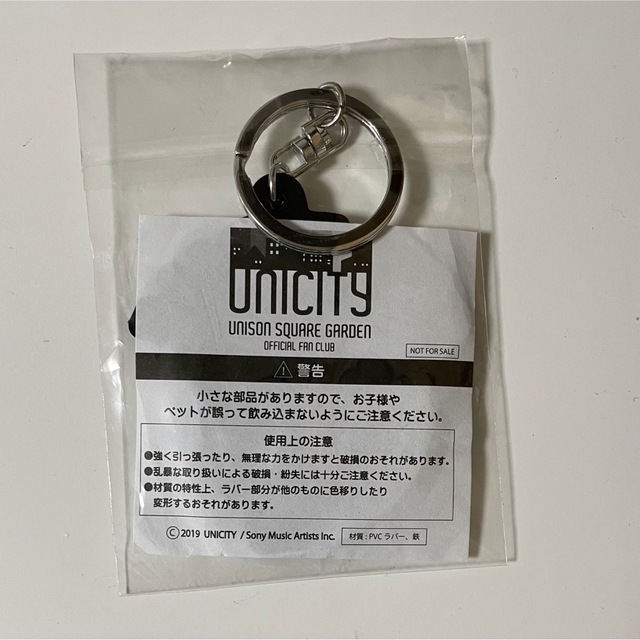 UNICITY
UNISON SQUARE GARDEN
OFFICIAL FAN CLUB
NOT FOR SALE
⚠ 警告
小さな部品がありますので、お子様や
ペットが誤って飲み込まないようにご注意ください。
使用上の注意
●強く引っ張ったり、無理な力をかけますと破損のおそれがあります。
●乱暴な取り扱いによる破損・紛失には十分ご注意ください。
●材質の特性上、ラバー部分が他のものに色移りしたり
変形するおそれがあります。
©2019 UNICITY / Sony Music Artists Inc.
材質：PVC ラバー、鉄